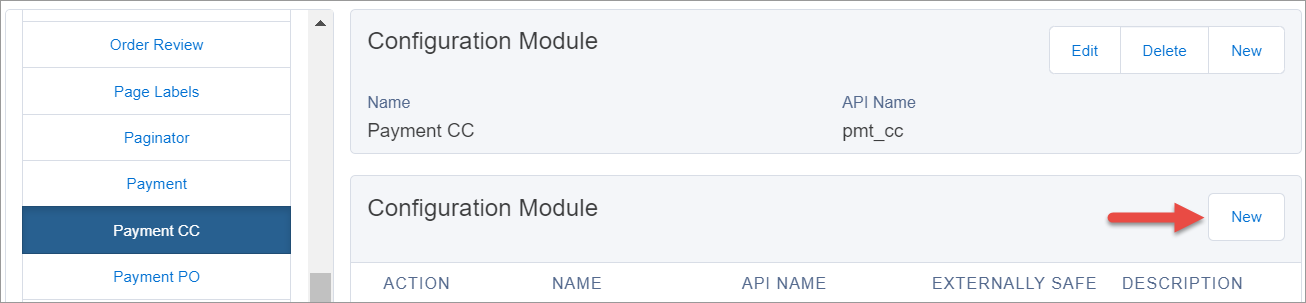 Order Review
Page Labels
Paginator
Payment
Payment CC
Payment PO
Configuration Module
Edit Delete New
Name API Name
Payment CC pmt_cc
Configuration Module
New
ACTION NAME API NAME EXTERNALLY SAFE DESCRIPTION